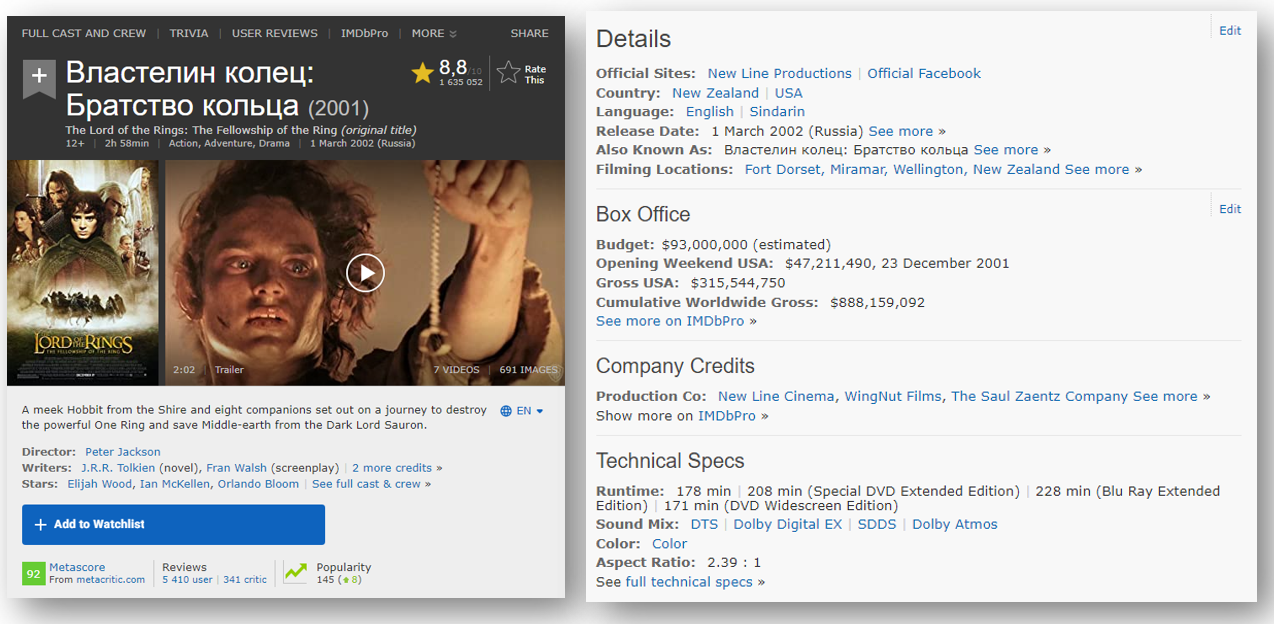 FULL CAST AND CREW | TRIVIA | USER REVIEWS | IMDbPro | MORE SHARE
+ Властелин колец:
Братство кольца (2001)
8,8/10
1 635 052
Rate
This
The Lord of the Rings: The Fellowship of the Ring (original title)
12+ | 2h 58min | Action, Adventure, Drama | 1 March 2002 (Russia)
THE
LORD OF THE RINGS
THE FELLOWSHIP OF THE RING
2:02 | Trailer
7 VIDEOS | 691 IMAGES
A meek Hobbit from the Shire and eight companions set out on a journey to destroy
the powerful One Ring and save Middle-earth from the Dark Lord Sauron.
EN
Director: Peter Jackson
Writers: J.R.R. Tolkien (novel), Fran Walsh (screenplay) | 2 more credits »
Stars: Elijah Wood, Ian McKellen, Orlando Bloom | See full cast & crew »
+ Add to Watchlist
92 Metascore
From metacritic.com
Reviews
5 410 user | 341 critic
Popularity
145 (8)
Details
Edit
Official Sites: New Line Productions | Official Facebook
Country: New Zealand | USA
Language: English | Sindarin
Release Date: 1 March 2002 (Russia) See more »
Also Known As: Властелин колец: Братство кольца See more »
Filming Locations: Fort Dorset, Miramar, Wellington, New Zealand See more »
Box Office
Edit
Budget: $93,000,000 (estimated)
Opening Weekend USA: $47,211,490, 23 December 2001
Gross USA: $315,544,750
Cumulative Worldwide Gross: $888,159,092
See more on IMDbPro »
Company Credits
Production Co: New Line Cinema, WingNut Films, The Saul Zaentz Company See more »
Show more on IMDbPro »
Technical Specs
Runtime: 178 min | 208 min (Special DVD Extended Edition) | 228 min (Blu Ray Extended
Edition) | 171 min (DVD Widescreen Edition)
Sound Mix: DTS | Dolby Digital EX | SDDS | Dolby Atmos
Color: Color
Aspect Ratio: 2.39 : 1
See full technical specs »